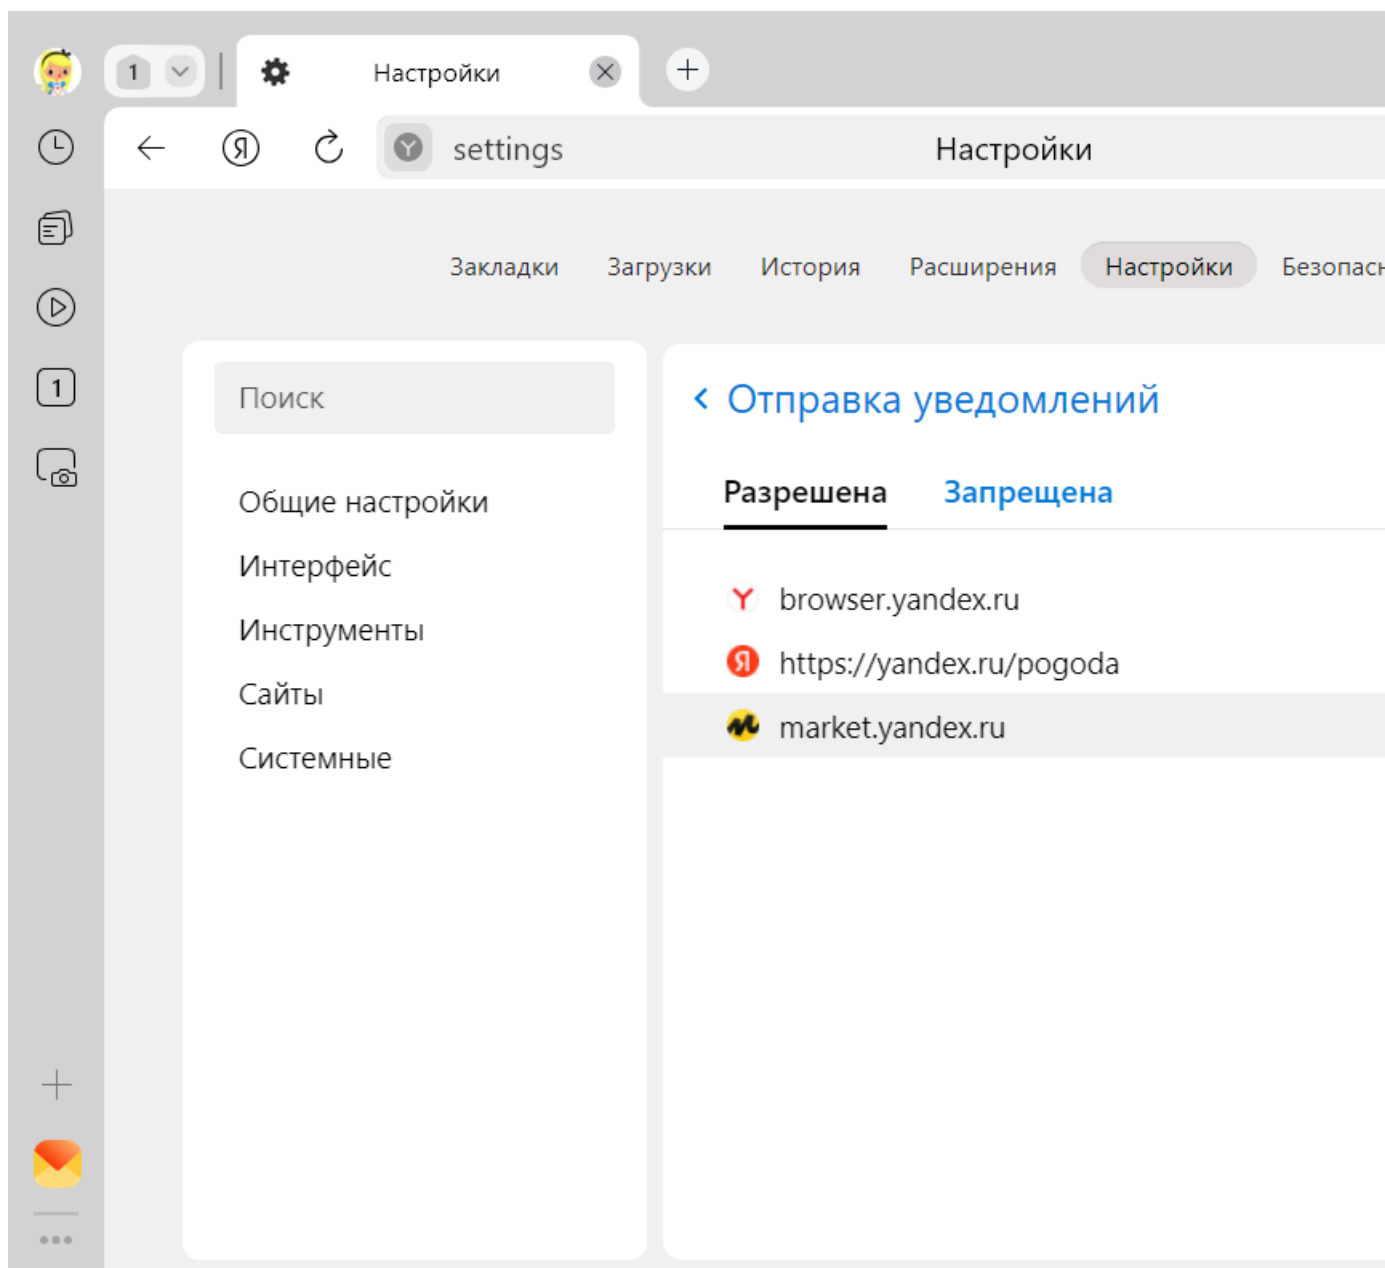 1
Настройки
Я
settings
Настройки
Закладки Загрузки История Расширения Настройки
1
Поиск
Общие настройки
Интерфейс
Инструменты
Сайты
Системные
Отправка уведомлений
Разрешена Запрещена
browser.yandex.ru
https://yandex.ru/pogoda
market.yandex.ru